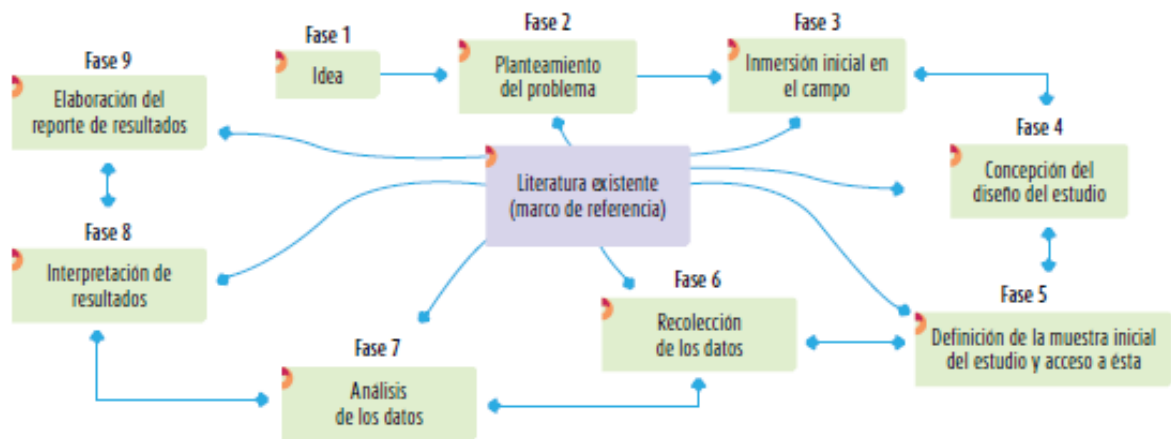 Fase 1
Idea
Fase 2
Planteamiento
del problema
Fase 3
Inmersión inicial en
el campo
Fase 4
Concepción del
diseño del estudio
Fase 5
Definición de la muestra inicial
del estudio y acceso a ésta
Fase 6
Recolección
de los datos
Fase 7
Análisis
de los datos
Fase 8
Interpretación de
resultados
Fase 9
Elaboración del
reporte de resultados
Literatura existente
(marco de referencia)